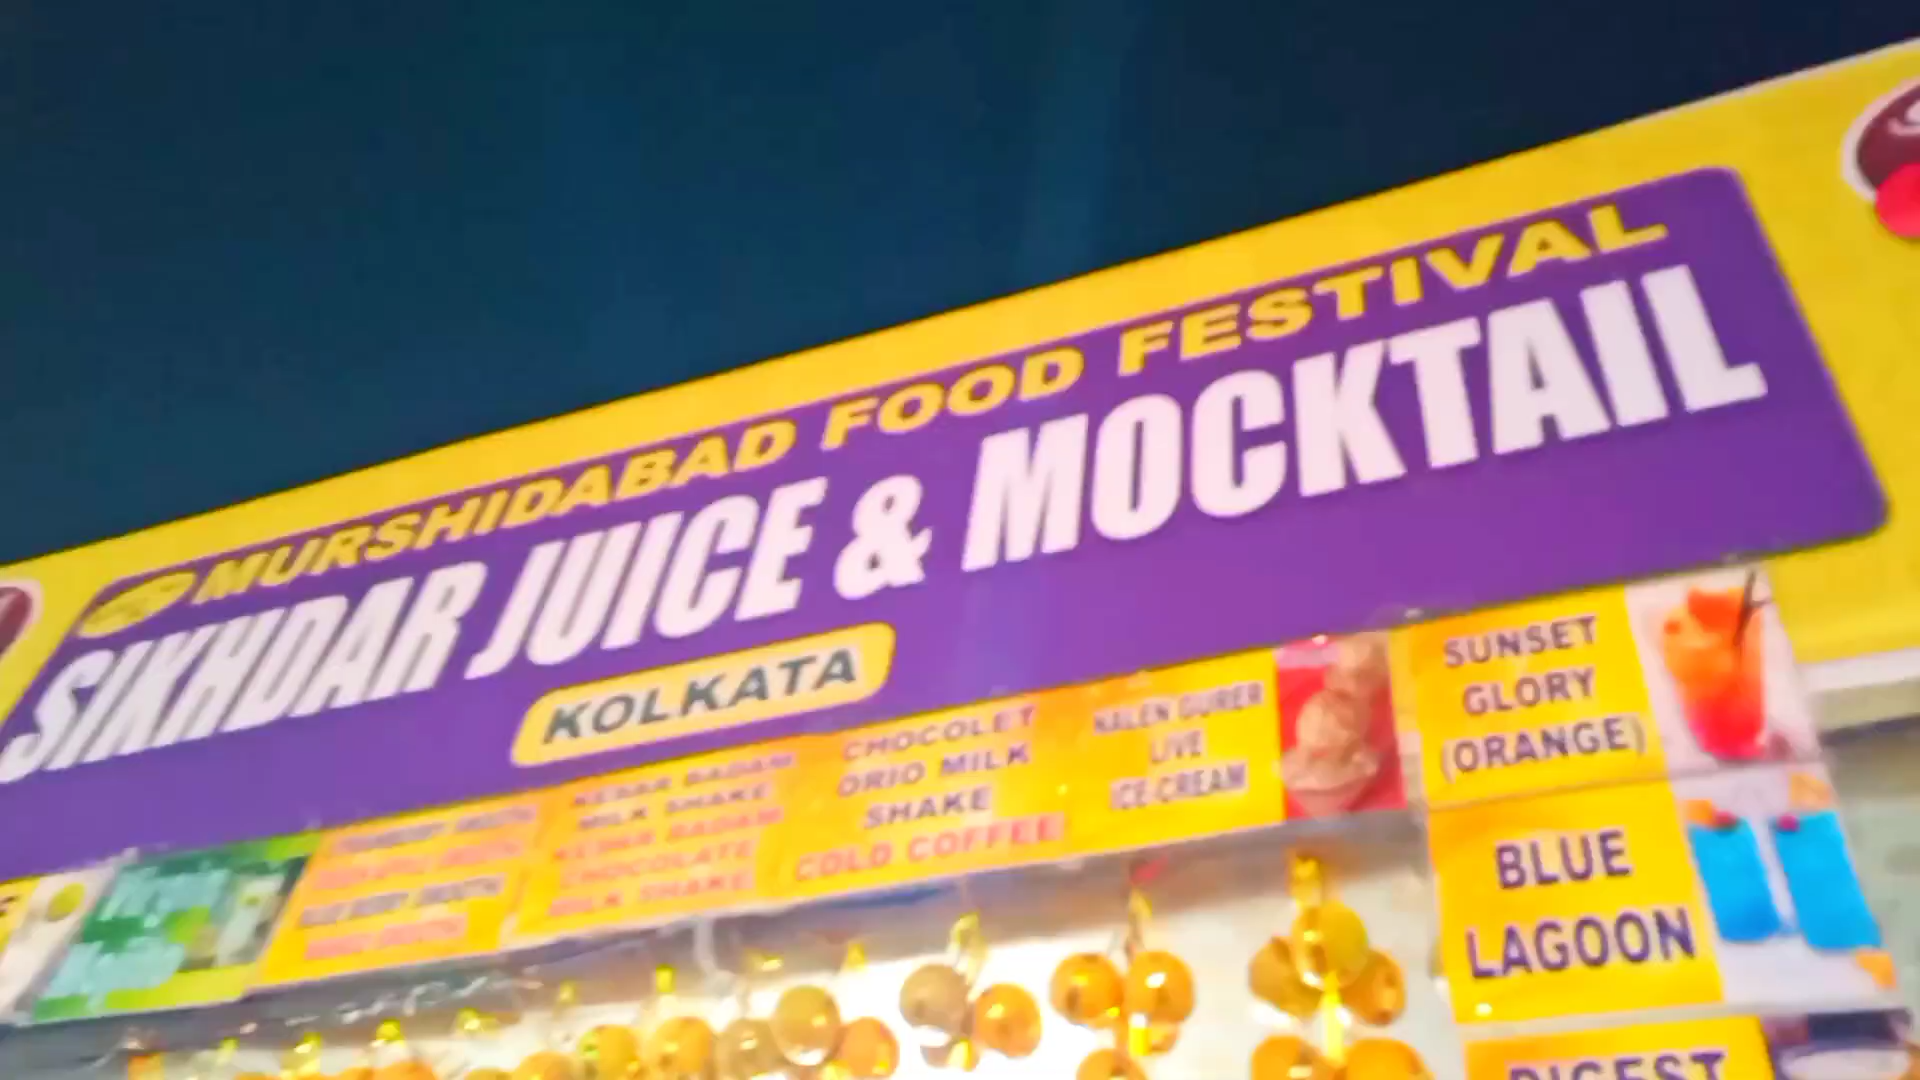 MURSHIDABAD FOOD FESTIVAL
SIKHDAR JUICE & MOCKTAIL
KOLKATA
KESAR BADAM
MILK SHAKE
KESAR BADAM
CHOCOLATE
MILK SHAKE
CHOCOLET
ORIO MILK
SHAKE
COLD COFFEE
NALEN GURER
LIVE
ICE-CREAM
SUNSET
GLORY
(ORANGE)
BLUE
LAGOON
DIGEST